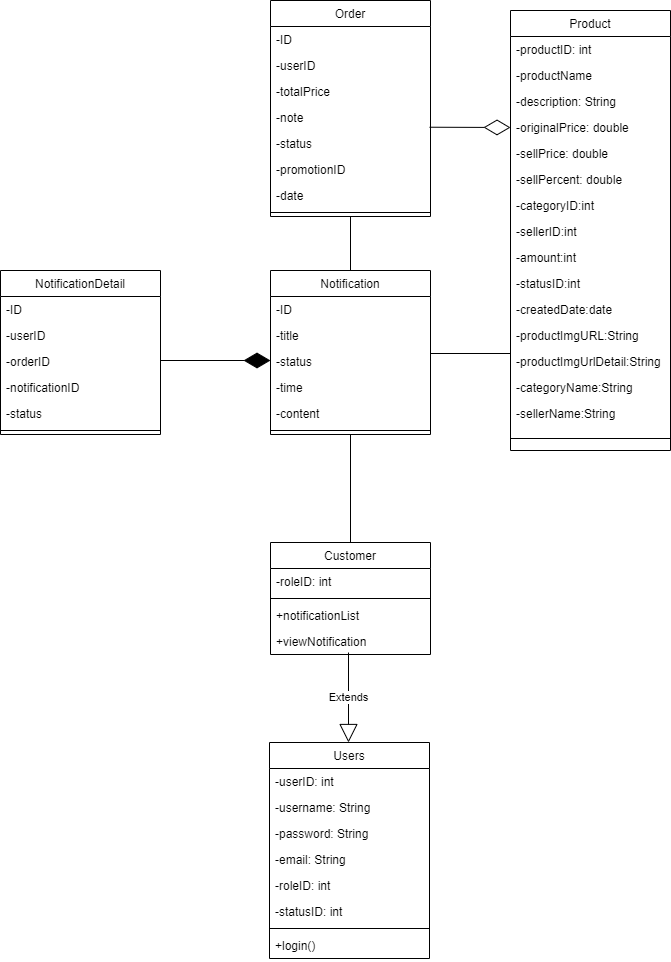 Order
-ID
-userID
-totalPrice
-note
-status
-promotionID
-date
Product
-productID: int
-productName
-description: String
-originalPrice: double
-sellPrice: double
-sellPercent: double
-categoryID:int
-sellerID:int
-amount:int
-statusID:int
-createdDate:date
-productImgURL:String
-productImgUrlDetail:String
-categoryName:String
-sellerName:String
NotificationDetail
-ID
-userID
-orderID
-notificationID
-status
Notification
-ID
-title
-status
-time
-content
Customer
-roleID: int
+notificationList
+viewNotification
Extends
Users
-userID: int
-username: String
-password: String
-email: String
-roleID: int
-statusID: int
+login()